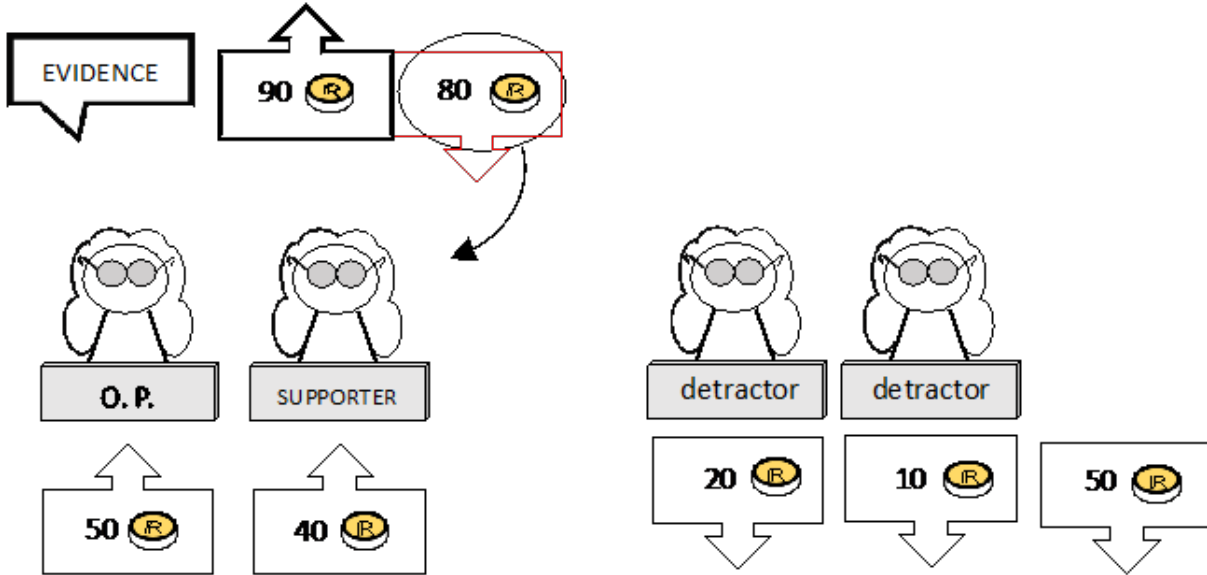 EVIDENCE
90 R
80 R
O. P.
SUPPORTER
detractor
detractor
50 R
40 R
20 R
10 R
50 R